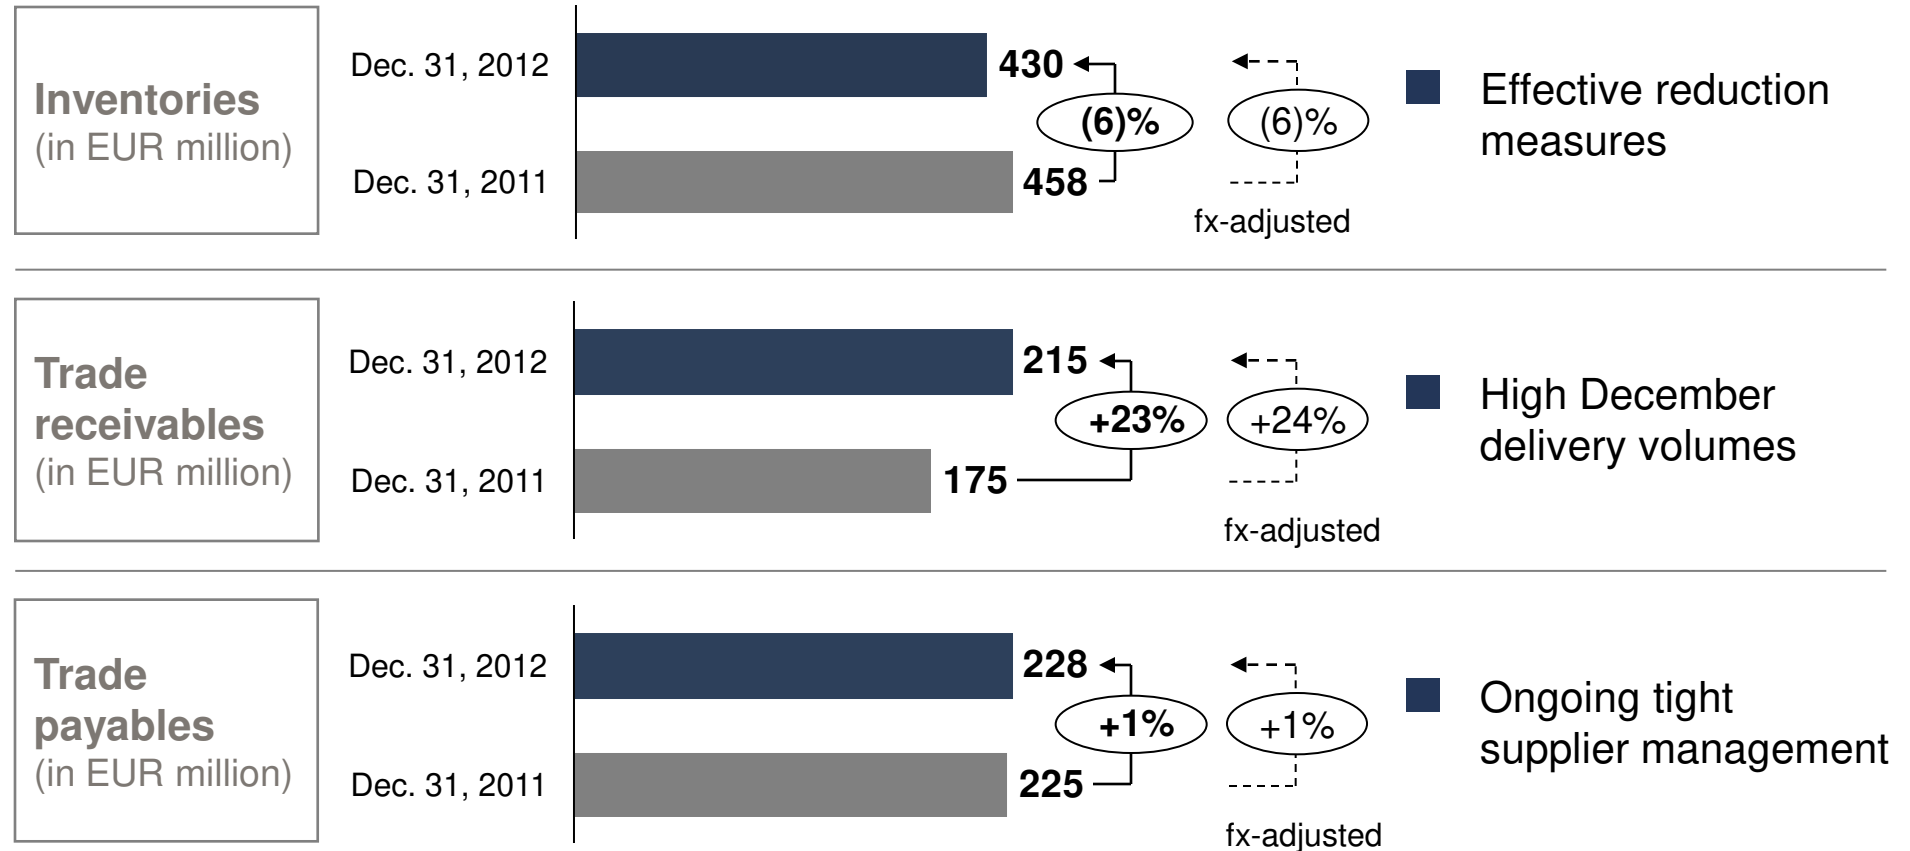 Inventories
(in EUR million)
Dec. 31, 2012
430
(6)%
(6)%
Dec. 31, 2011
458
fx-adjusted
Effective reduction
measures
Trade
receivables
(in EUR million)
Dec. 31, 2012
215
+23%
+24%
Dec. 31, 2011
175
fx-adjusted
High December
delivery volumes
Trade
payables
(in EUR million)
Dec. 31, 2012
228
+1%
+1%
Dec. 31, 2011
225
fx-adjusted
Ongoing tight
supplier management